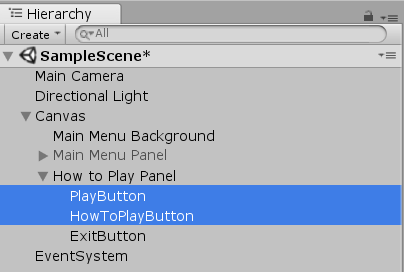 Hierarchy
Create All
SampleScene*
Main Camera
Directional Light
Canvas
Main Menu Background
Main Menu Panel
How to Play Panel
PlayButton
HowToPlayButton
ExitButton
EventSystem